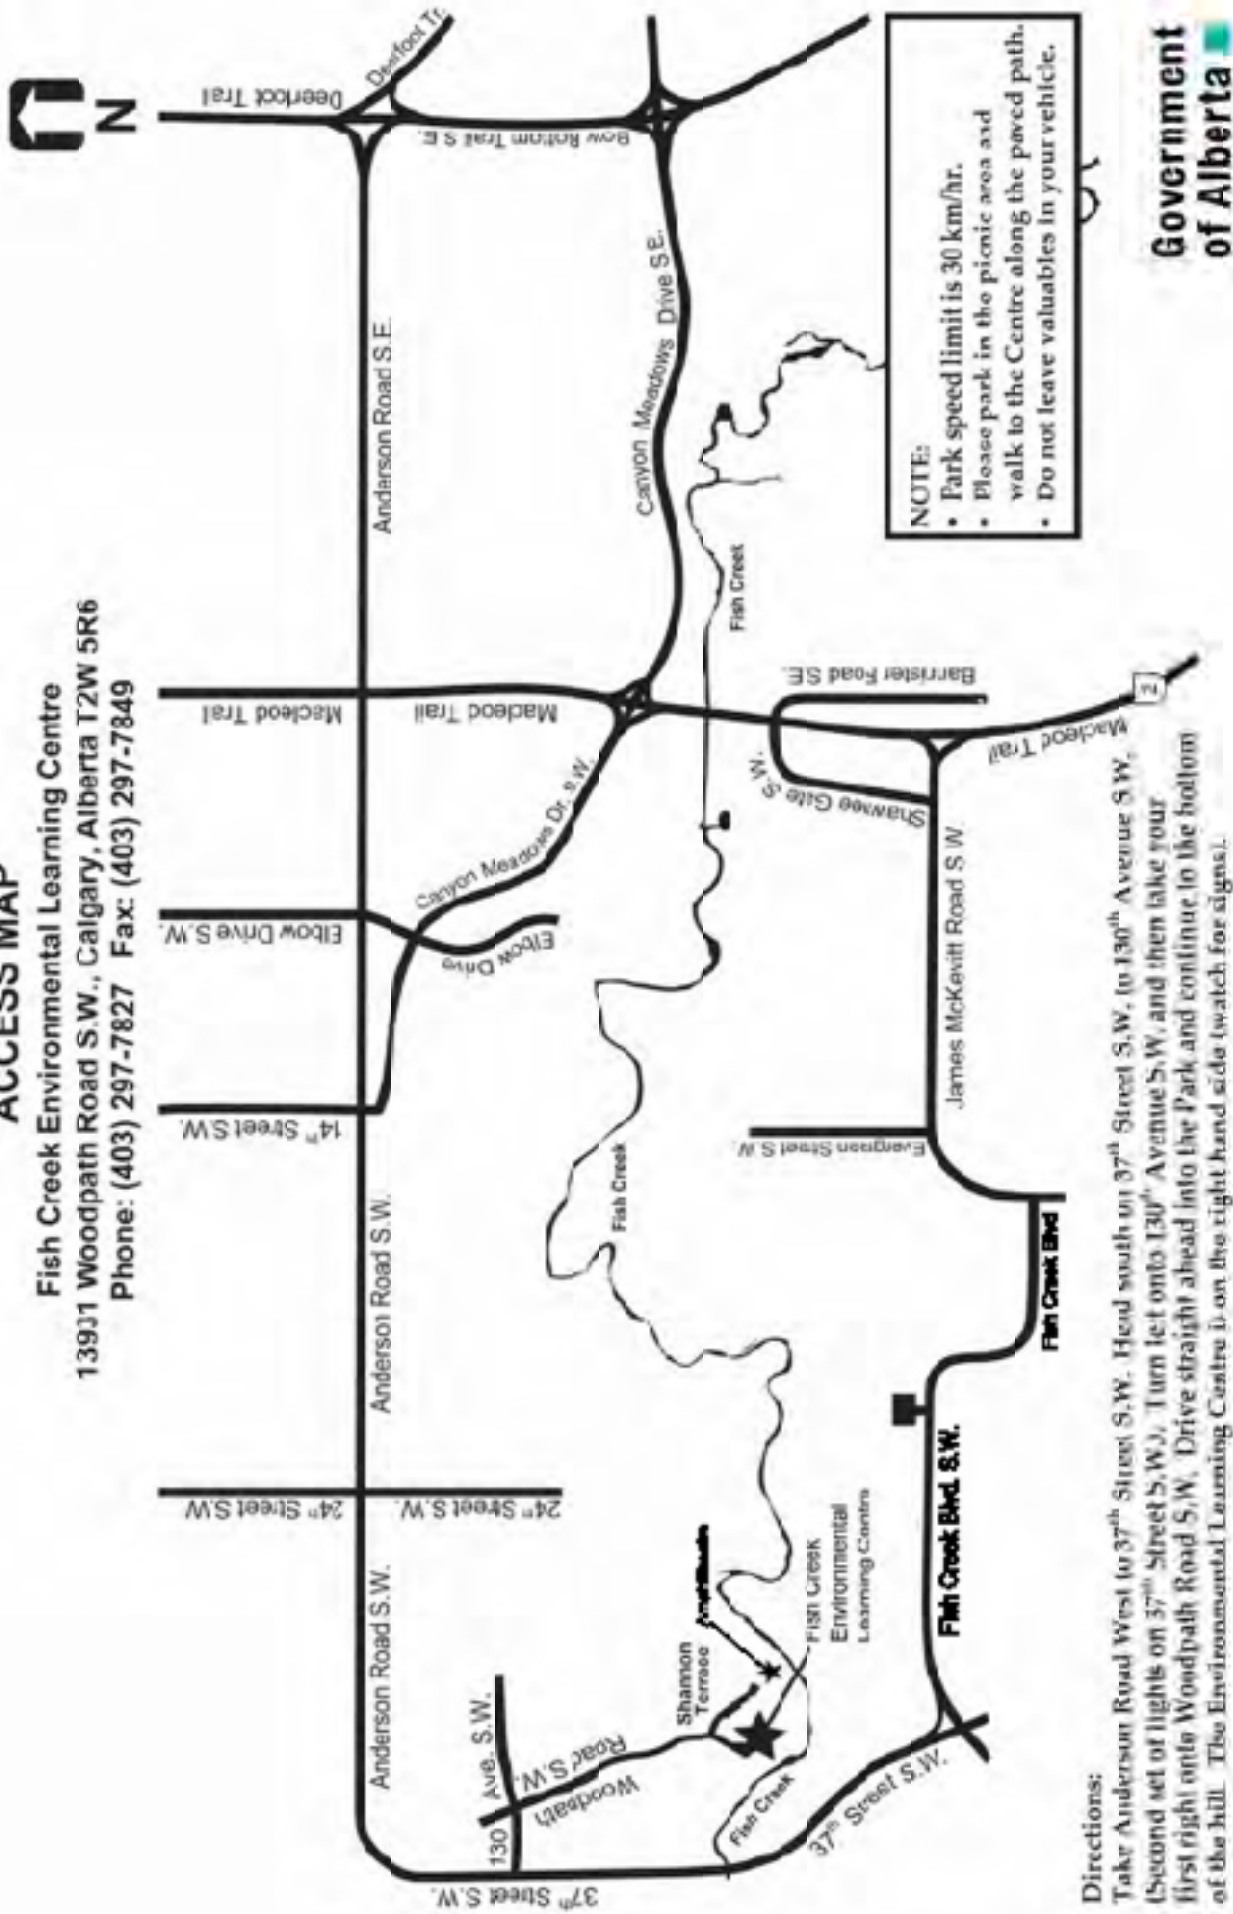 ACCESS MAP
Fish Creek Environmental Learning Centre
13931 Woodpath Road S.W., Calgary, Alberta T2W 5R6
Phone: (403) 297-7827 Fax: (403) 297-7849
N
37th Street S.W.
130 Ave. S.W.
Woodpath Road S.W.
Anderson Road S.W.
24th Street S.W.
24th Street S.W.
Anderson Road S.W.
14th Street S.W.
Elbow Drive S.W.
Elbow Drive
Canyon Meadows Dr. S.W.
Macleod Trail
Macleod Trail
Anderson Road S.E.
Canyon Meadows Drive S.E.
Deerfoot Trail
Deerfoot Tr.
Bow Bottom Trail S.E.
Shannon
Terrace
Fish Creek
Environmental
Learning Centre
Fish Creek
Fish Creek
Fish Creek
37th Street S.W.
Fish Creek Blvd. S.W.
Fish Creek Blvd
Evergreen Street S.W.
James McKevitt Road S.W.
Shawnee Gate S.W.
Bannister Road S.E.
Macleod Trail
2
NOTE:
• Park speed limit is 30 km/hr.
• Please park in the picnic area and
walk to the Centre along the paved path.
• Do not leave valuables in your vehicle.
Directions:
Take Anderson Road West to 37th Street S.W. Head south on 37th Street S.W. to 130th Avenue S.W.
(Second set of lights on 37th Street S.W.). Turn left onto 130th Avenue S.W. and then take your
first right onto Woodpath Road S.W. Drive straight ahead into the Park and continue to the bottom
of the hill. The Environmental Learning Centre is on the right hand side (watch for signs).
Government
of Alberta